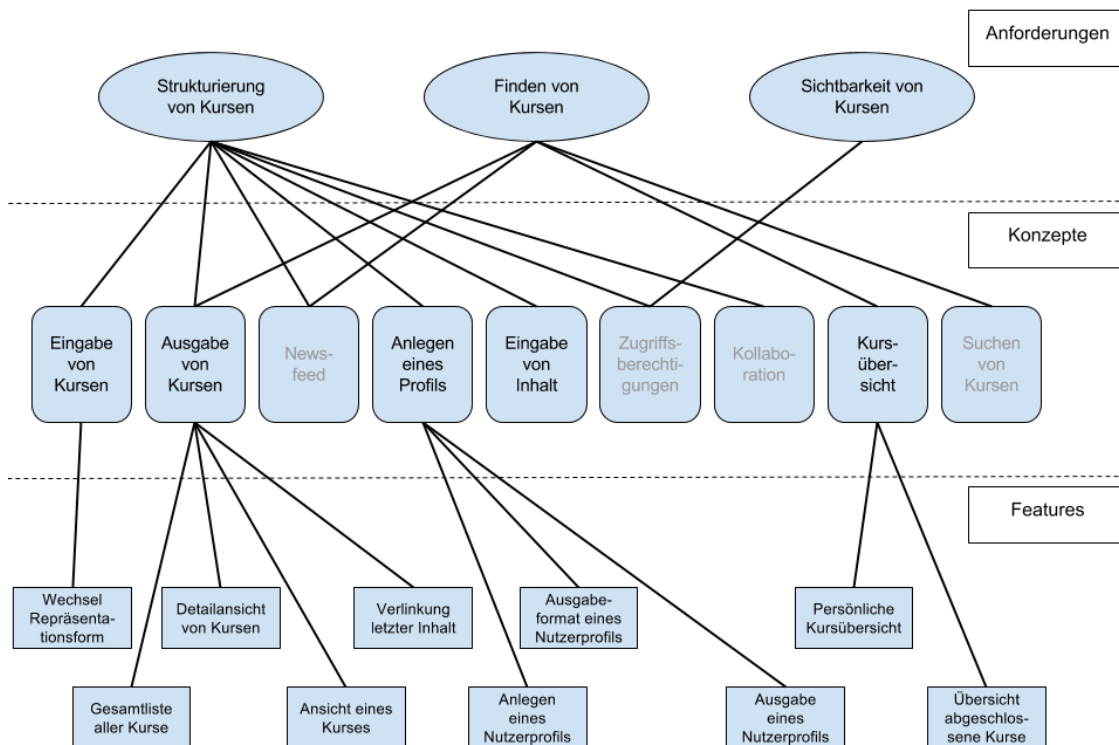 Anforderungen
Strukturierung
von Kursen
Finden von
Kursen
Sichtbarkeit von
Kursen
Konzepte
Eingabe
von
Kursen
Ausgabe
von
Kursen
News-
feed
Anlegen
eines
Profils
Eingabe
von
Inhalt
Zugriffs-
berechti-
gungen
Kollabo-
ration
Kurs-
über-
sicht
Suchen
von
Kursen
Features
Wechsel
Repräsenta-
tionsform
Detailansicht
von Kursen
Verlinkung
letzter Inhalt
Ausgabe-
format eines
Nutzerprofils
Persönliche
Kursübersicht
Gesamtliste
aller Kurse
Ansicht eines
Kurses
Anlegen
eines
Nutzerprofils
Ausgabe
eines
Nutzerprofils
Übersicht
abgeschlos-
sene Kurse